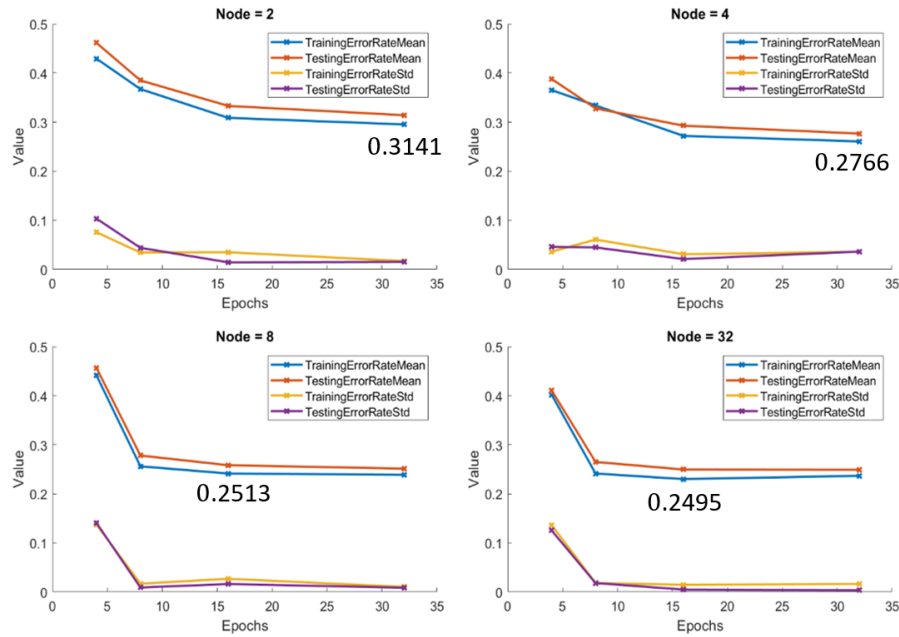 Node = 2
0.5
0.4
0.3
0.2
0.1
0
Value
TrainingErrorRateMean
TestingErrorRateMean
TrainingErrorRateStd
TestingErrorRateStd
0.3141
0 5 10 15 20 25 30 35
Epochs
Node = 4
0.5
0.4
0.3
0.2
0.1
0
Value
TrainingErrorRateMean
TestingErrorRateMean
TrainingErrorRateStd
TestingErrorRateStd
0.2766
0 5 10 15 20 25 30 35
Epochs
Node = 8
0.5
0.4
0.3
0.2
0.1
0
Value
TrainingErrorRateMean
TestingErrorRateMean
TrainingErrorRateStd
TestingErrorRateStd
0.2513
0 5 10 15 20 25 30 35
Epochs
Node = 32
0.5
0.4
0.3
0.2
0.1
0
Value
TrainingErrorRateMean
TestingErrorRateMean
TrainingErrorRateStd
TestingErrorRateStd
0.2495
0 5 10 15 20 25 30 35
Epochs